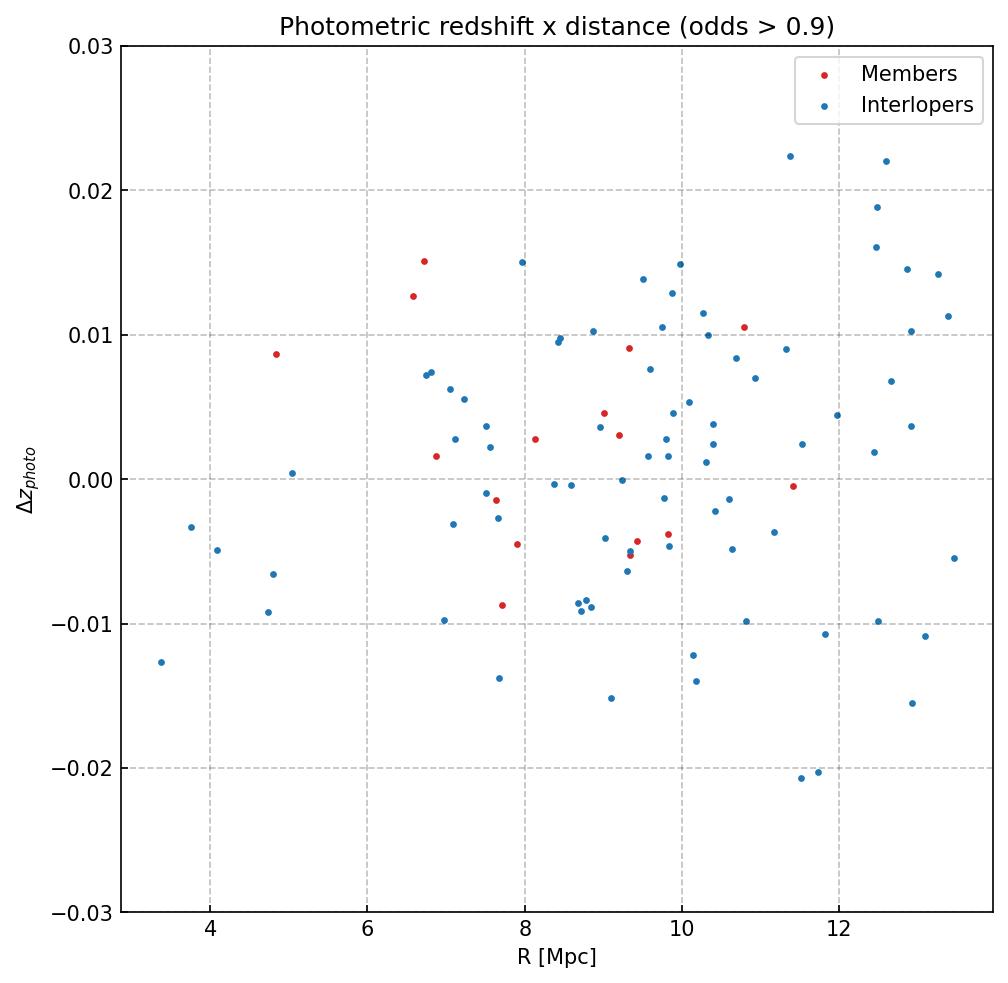 Photometric redshift x distance (odds > 0.9)
Members
Interlopers
0.03
0.02
0.01
0.00
−0.01
−0.02
−0.03
Δz_photo
4 6 8 10 12
R [Mpc]